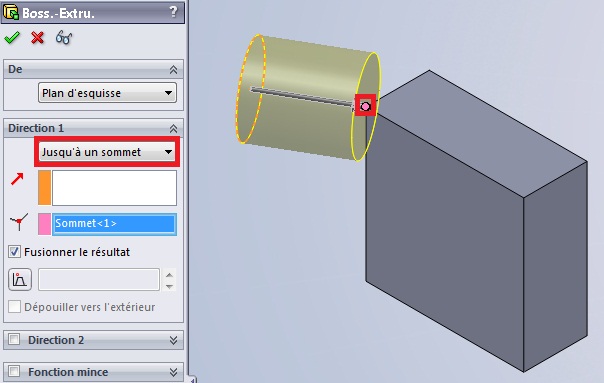 Boss.-Extru.
?
De
Plan d'esquisse
Direction 1
Jusqu'à un sommet
Sommet<1>
Fusionner le résultat
Dépouiller vers l'extérieur
Direction 2
Fonction mince